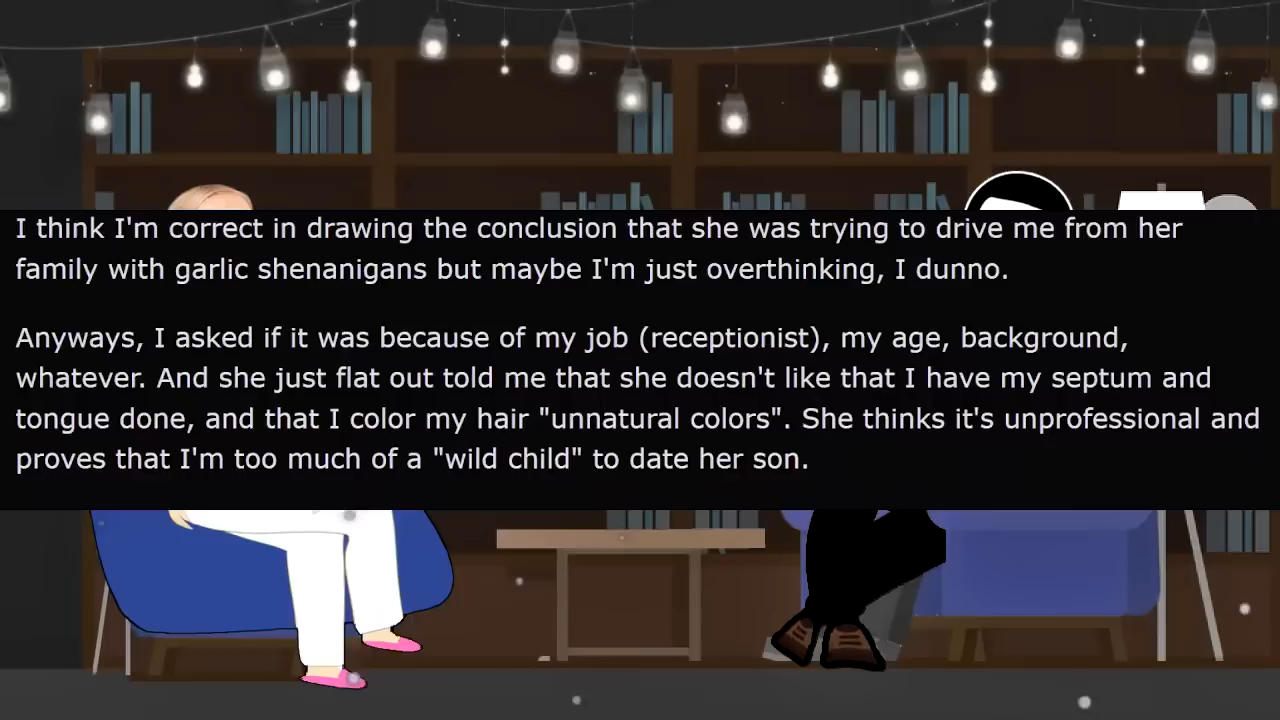 I think I'm correct in drawing the conclusion that she was trying to drive me from her
family with garlic shenanigans but maybe I'm just overthinking, I dunno.
Anyways, I asked if it was because of my job (receptionist), my age, background,
whatever. And she just flat out told me that she doesn't like that I have my septum and
tongue done, and that I color my hair "unnatural colors". She thinks it's unprofessional and
proves that I'm too much of a "wild child" to date her son.